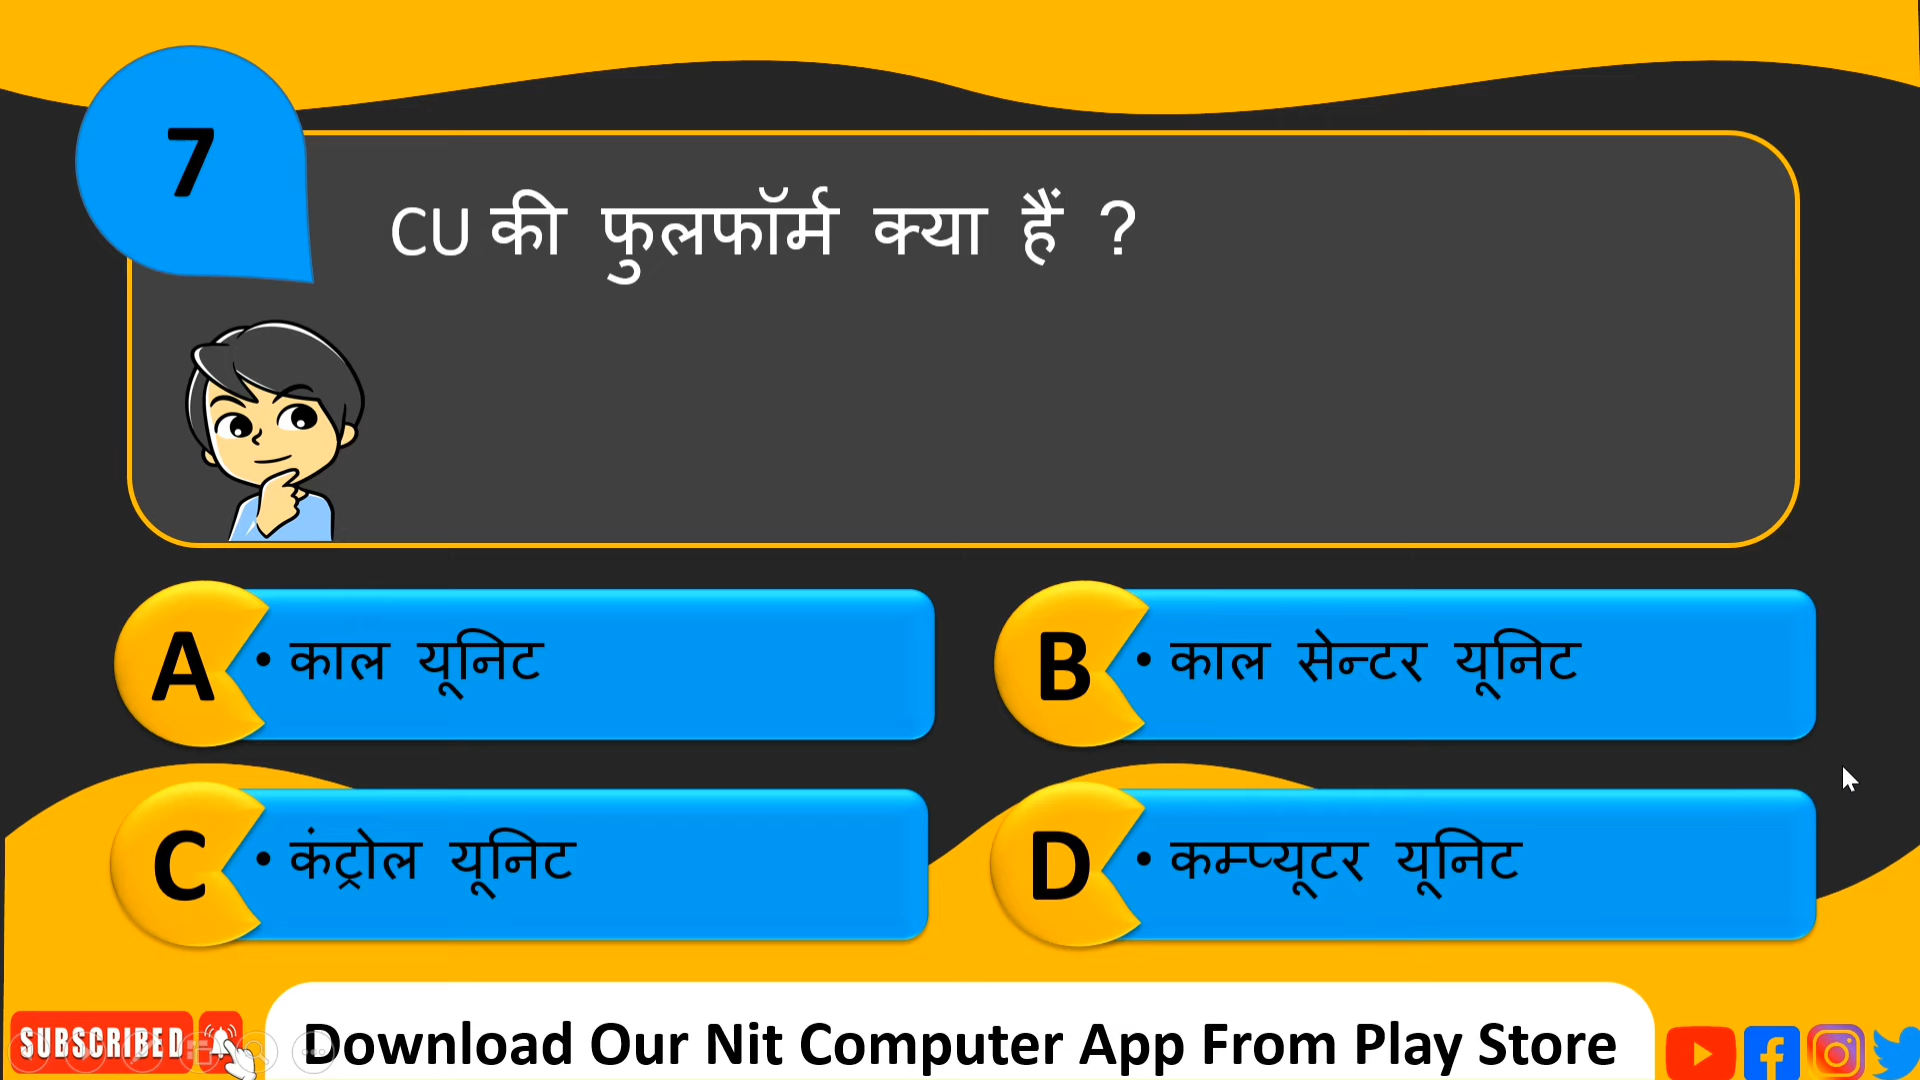 7
CU की फुलफॉर्म क्या हैं ?
A • काल यूनिट
B • काल सेन्टर यूनिट
C • कंट्रोल यूनिट
D • कम्प्यूटर यूनिट
SUBSCRIBED
Download Our Nit Computer App From Play Store